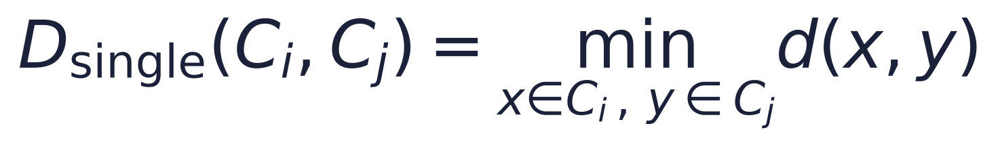 D_single(C_i, C_j) = min_{x∈C_i, y∈C_j} d(x, y)